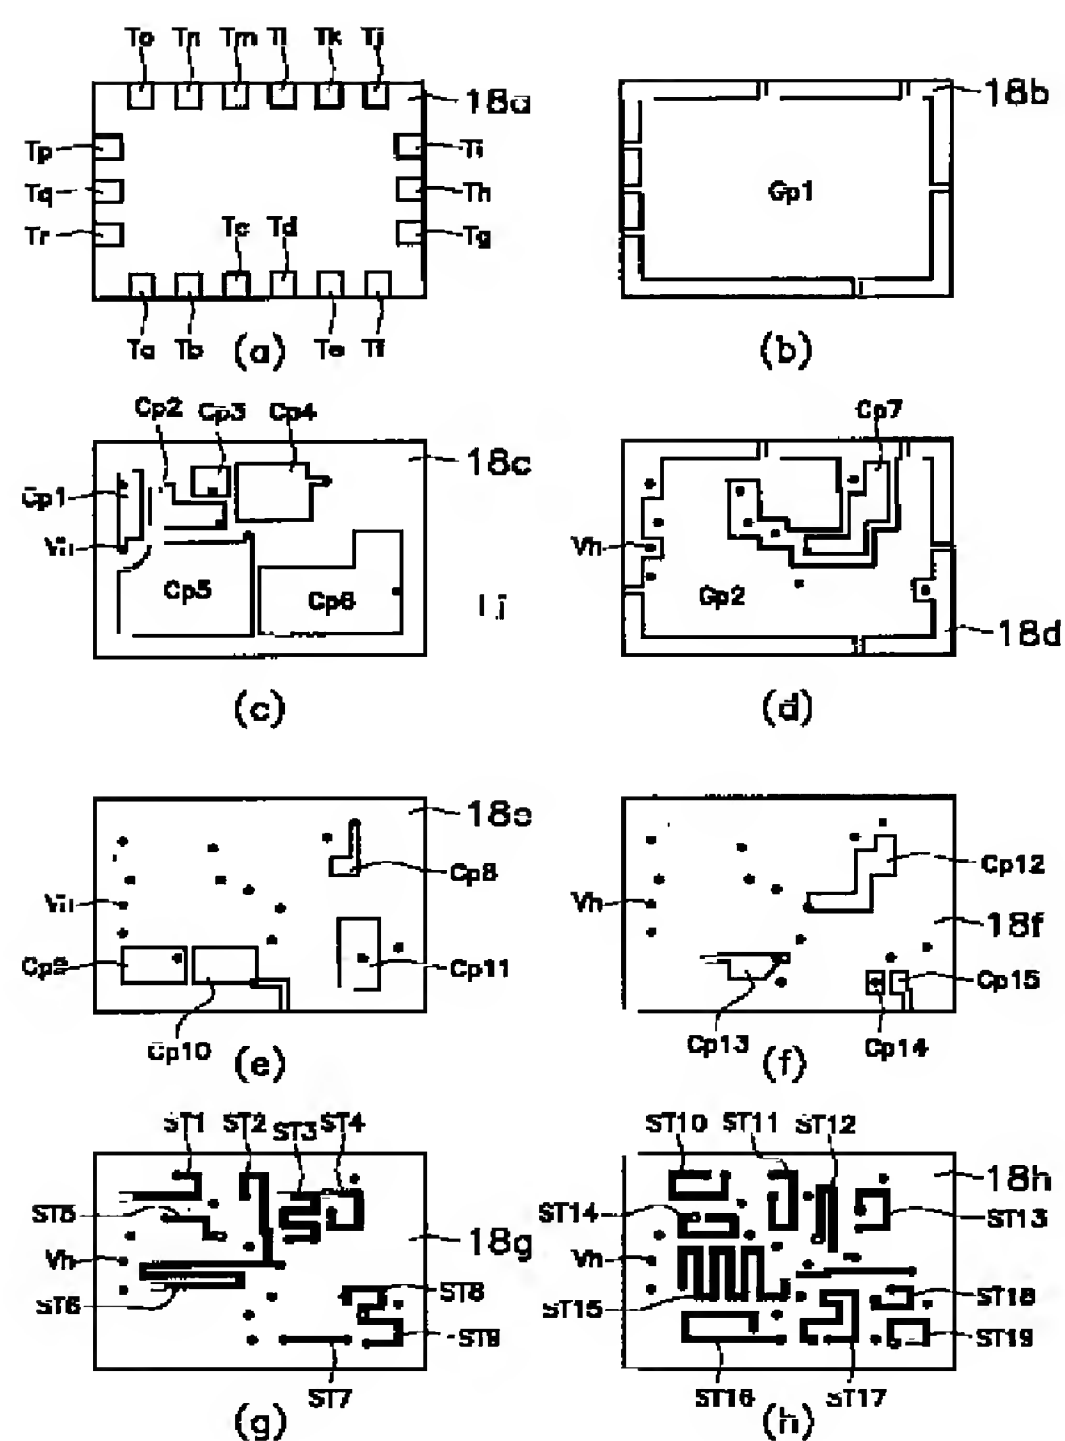 To Tn Tm Tl Tk Tj
18a
18b
Tp Ti
Tq Th
Gp1
Tr Tc Td Tg
Ta Tb (a) Te Tf
(b)
Cp2 Cp3 Cp4
Cp7
18c
Cp1
Vh
Vh
Cp5 Cp6
Gp2
18d
(c)
(d)
18e
Cp8
Cp12
Vh
Vh
18f
Cp9 Cp11
Cp15
Cp10 (e)
Cp13 (f) Cp14
ST1 ST2 ST3 ST4
ST10 ST11 ST12
18h
ST5
ST14 ST13
18g
Vh
Vh
ST6 ST8
ST15 ST18
ST9
ST19
ST7
ST16 ST17
(g)
(h)